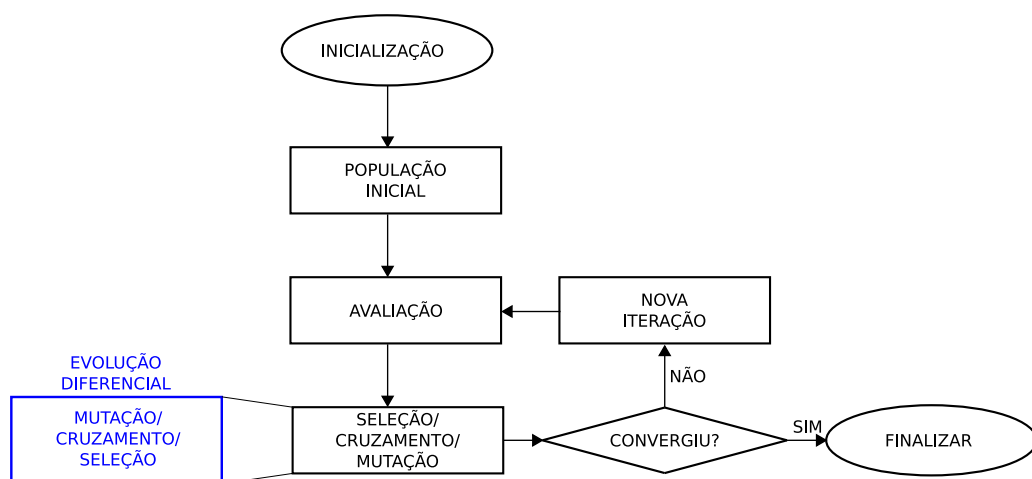 INICIALIZAÇÃO
POPULAÇÃO
INICIAL
AVALIAÇÃO
NOVA
ITERAÇÃO
EVOLUÇÃO
DIFERENCIAL
NÃO
MUTAÇÃO/
CRUZAMENTO/
SELEÇÃO
SELEÇÃO/
CRUZAMENTO/
MUTAÇÃO
CONVERGIU?
SIM
FINALIZAR